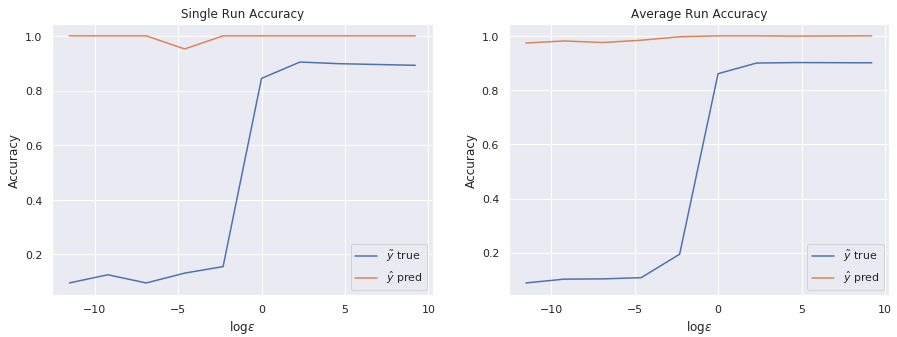 Single Run Accuracy
Accuracy
1.0
0.8
0.6
0.4
0.2
−10
−5
0
5
10
log ε
ỹ true
ŷ pred
Average Run Accuracy
Accuracy
1.0
0.8
0.6
0.4
0.2
−10
−5
0
5
10
log ε
ỹ true
ŷ pred